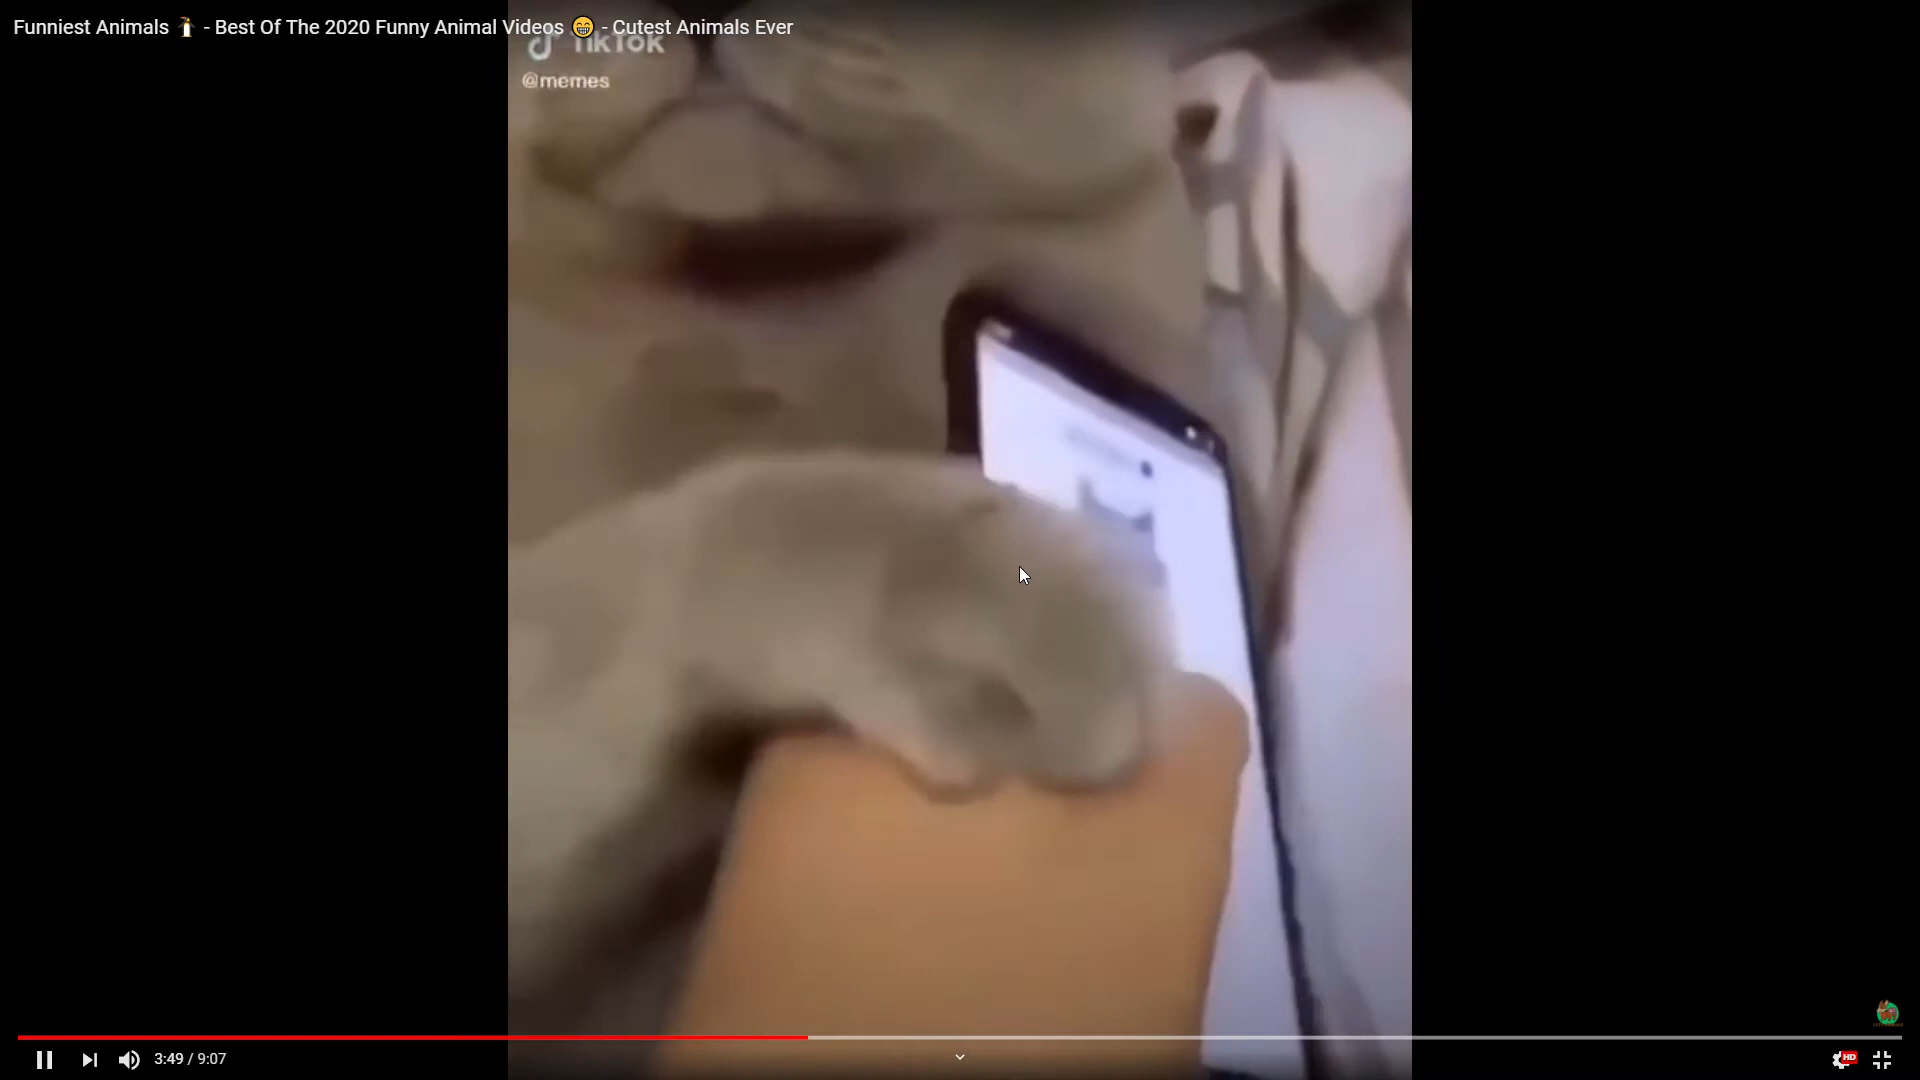 Funniest Animals 🐧 - Best Of The 2020 Funny Animal Videos 😁 - Cutest Animals Ever
TikTok
@memes
3:49 / 9:07
HD